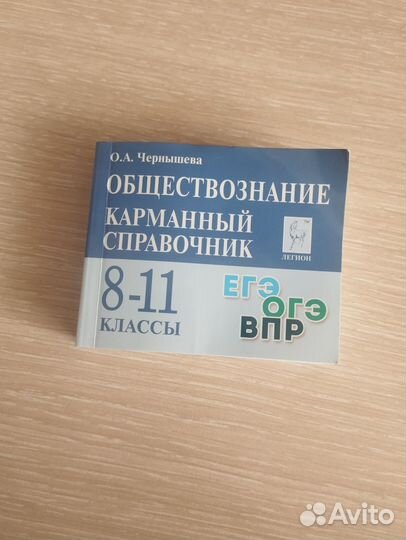 О.А. Чернышева
ОБЩЕСТВОЗНАНИЕ
КАРМАННЫЙ
СПРАВОЧНИК
ЛЕГИОН
8-11
КЛАССЫ
ЕГЭ
ОГЭ
ВПР
Avito